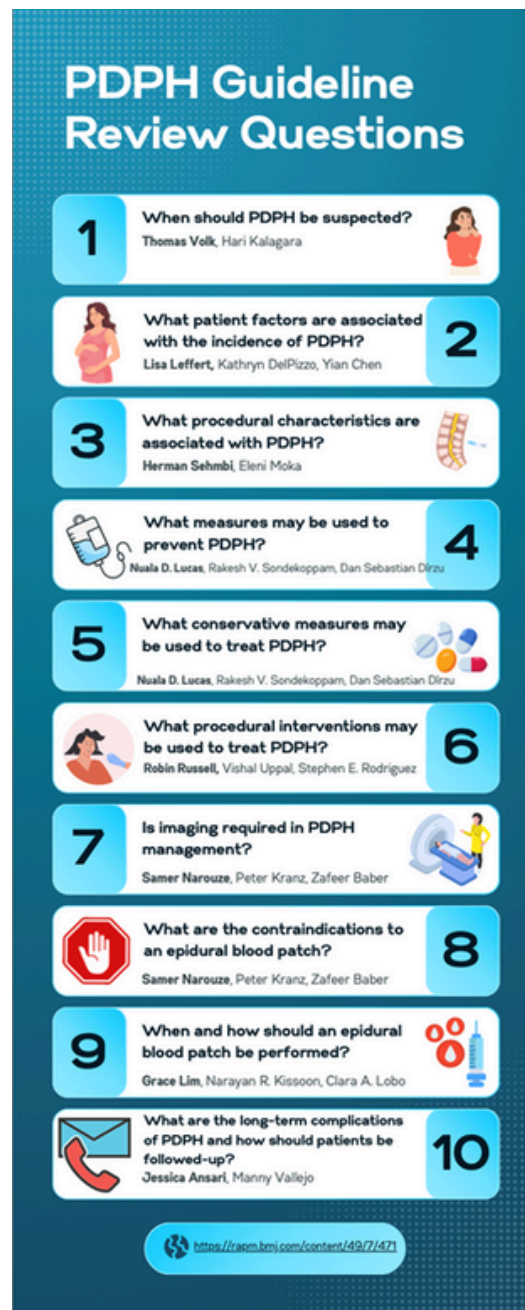 PDPH Guideline
Review Questions
1
When should PDPH be suspected?
Thomas Volk, Hari Kalagara
What patient factors are associated
with the incidence of PDPH?
Lisa Leffert, Kathryn DelPizzo, Yian Chen
2
3
What procedural characteristics are
associated with PDPH?
Herman Sehmbi, Eleni Moka
What measures may be used to
prevent PDPH?
Nuala D. Lucas, Rakesh V. Sondekoppam, Dan Sebastian Dîrzu
4
5
What conservative measures may
be used to treat PDPH?
Nuala D. Lucas, Rakesh V. Sondekoppam, Dan Sebastian Dîrzu
What procedural interventions may
be used to treat PDPH?
Robin Russell, Vishal Uppal, Stephen E. Rodriguez
6
7
Is imaging required in PDPH
management?
Samer Narouze, Peter Kranz, Zafeer Baber
What are the contraindications to
an epidural blood patch?
Samer Narouze, Peter Kranz, Zafeer Baber
8
9
When and how should an epidural
blood patch be performed?
Grace Lim, Narayan R. Kissoon, Clara A. Lobo
What are the long-term complications
of PDPH and how should patients be
followed-up?
Jessica Ansari, Manny Vallejo
10
https://rapm.bmj.com/content/49/7/471